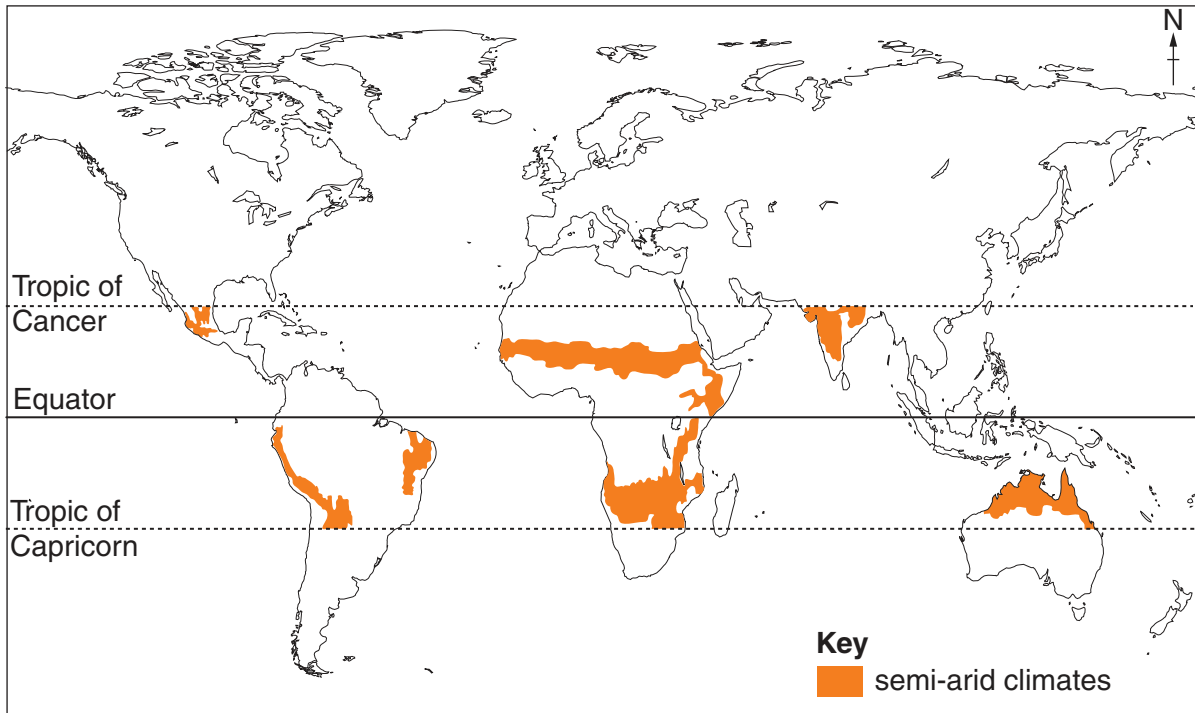 N
Tropic of
Cancer
Equator
Tropic of
Capricorn
Key
semi-arid climates